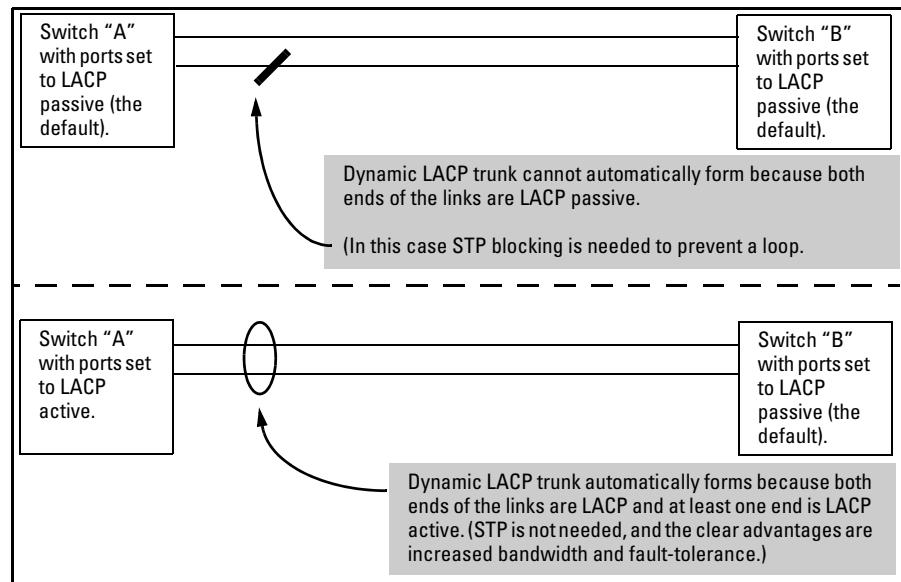 Switch “A”
with ports set
to LACP
passive (the
default).
Switch “B”
with ports set
to LACP
passive (the
default).
Dynamic LACP trunk cannot automatically form because both
ends of the links are LACP passive.
(In this case STP blocking is needed to prevent a loop.
Switch “A”
with ports set
to LACP
active.
Switch “B”
with ports set
to LACP
passive (the
default).
Dynamic LACP trunk automatically forms because both
ends of the links are LACP and at least one end is LACP
active. (STP is not needed, and the clear advantages are
increased bandwidth and fault-tolerance.)